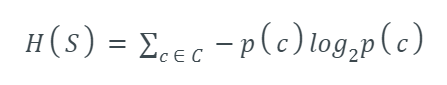 H(S) = ∑c ∈ C − p(c) log₂p(c)